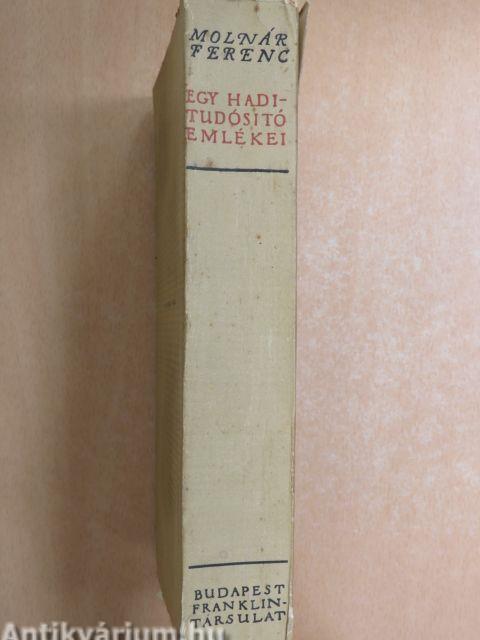 MOLNÁR
FERENC
EGY HADI-
TUDÓSITÓ
EMLÉKEI
BUDAPEST
FRANKLIN-
TÁRSULAT
Antikvárium.hu